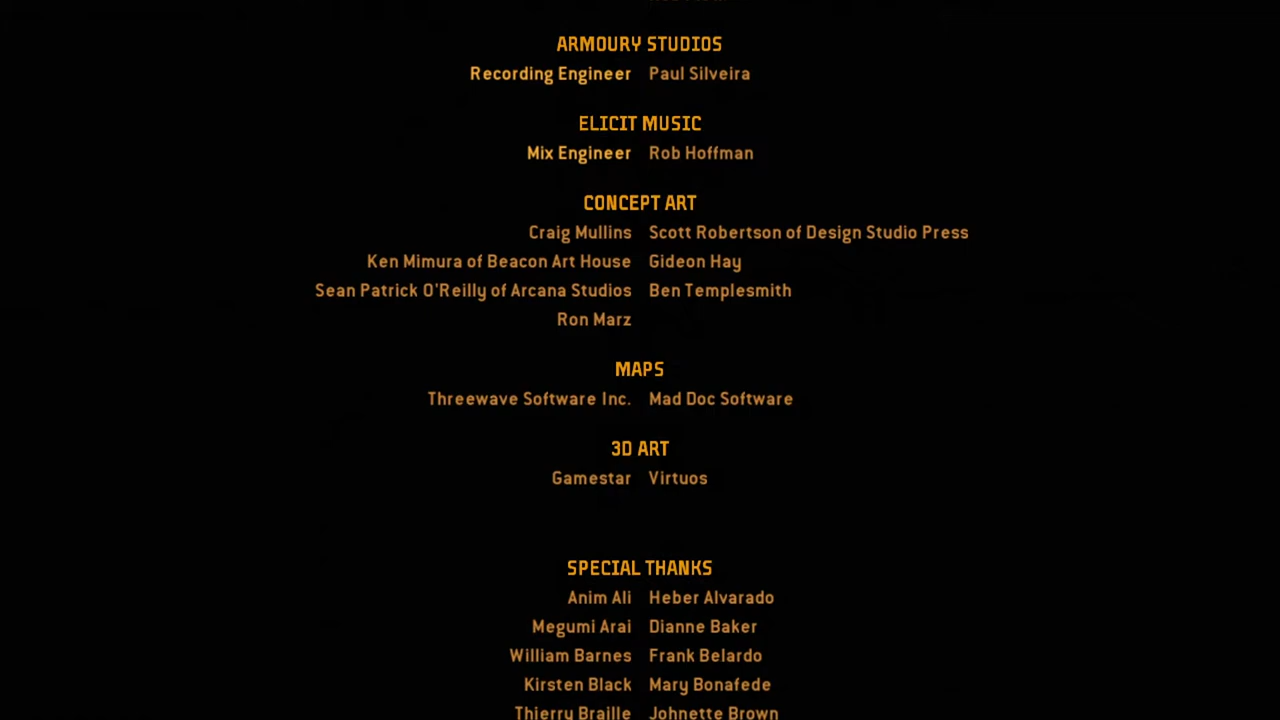 ARMOURY STUDIOS
Recording Engineer Paul Silveira
ELICIT MUSIC
Mix Engineer Rob Hoffman
CONCEPT ART
Craig Mullins Scott Robertson of Design Studio Press
Ken Mimura of Beacon Art House Gideon Hay
Sean Patrick O'Reilly of Arcana Studios Ben Templesmith
Ron Marz
MAPS
Threewave Software Inc. Mad Doc Software
3D ART
Gamestar Virtuos
SPECIAL THANKS
Anim Ali Heber Alvarado
Megumi Arai Dianne Baker
William Barnes Frank Belardo
Kirsten Black Mary Bonafede
Thierry Braille Johnette Brown